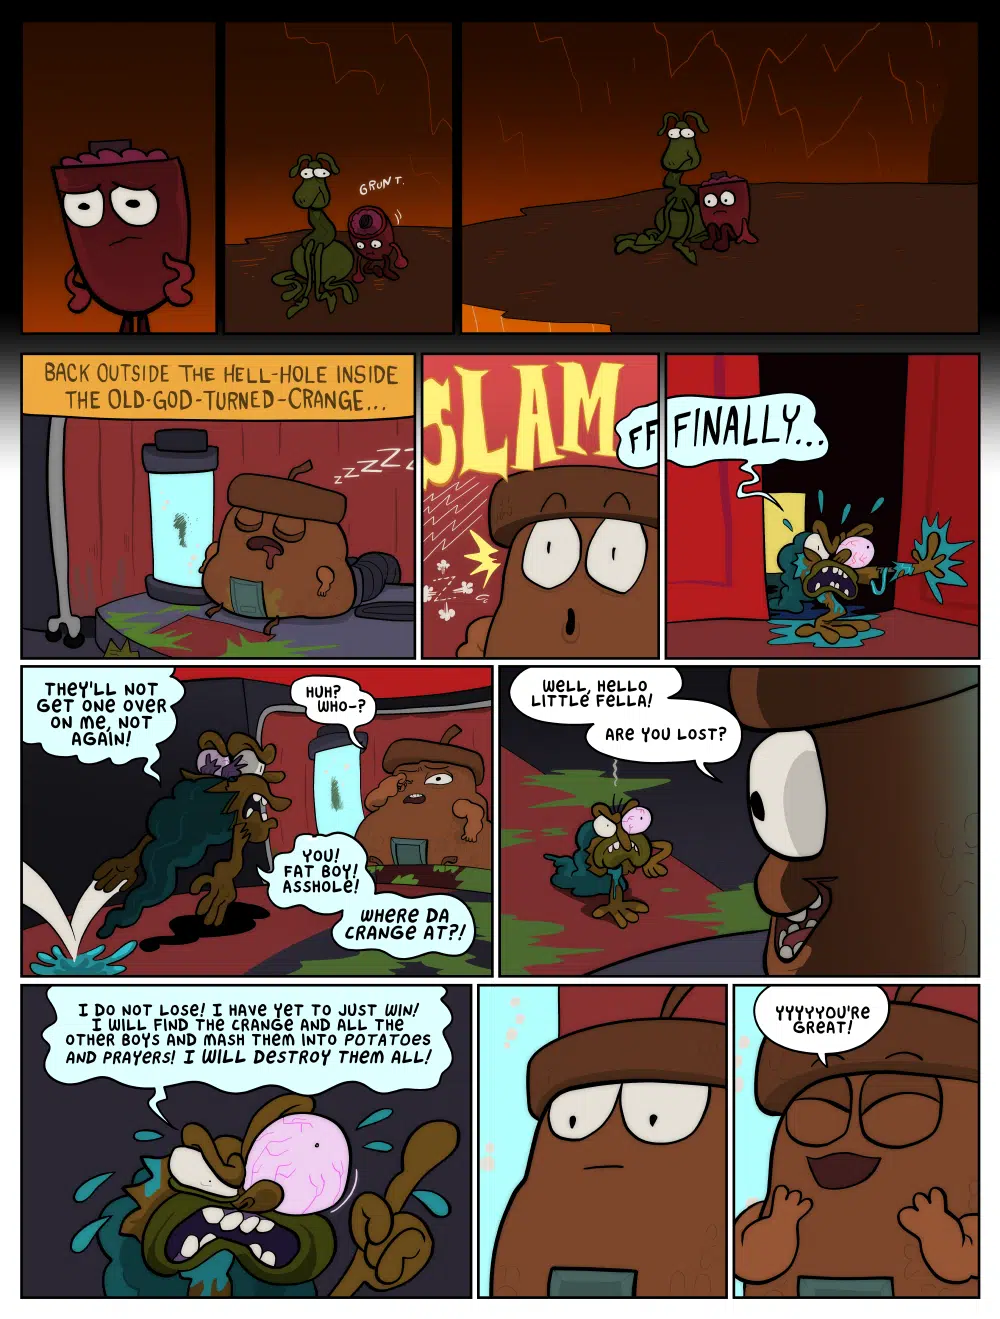 GRUNT.
BACK OUTSIDE THE HELL-HOLE INSIDE
THE OLD-GOD-TURNED-CRANGE...
zzZZZZ
SLAM
FF
FINALLY...
THEY'LL NOT
GET ONE OVER
ON ME, NOT
AGAIN!
HUH?
WHO-?
YOU!
FAT BOY!
ASSHOLE!
WHERE DA
CRANGE AT?!
WELL, HELLO
LITTLE FELLA!
ARE YOU LOST?
I DO NOT LOSE! I HAVE YET TO JUST WIN!
I WILL FIND THE CRANGE AND ALL THE
OTHER BOYS AND MASH THEM INTO POTATOES
AND PRAYERS! I WILL DESTROY THEM ALL!
YYYYYOU'RE
GREAT!